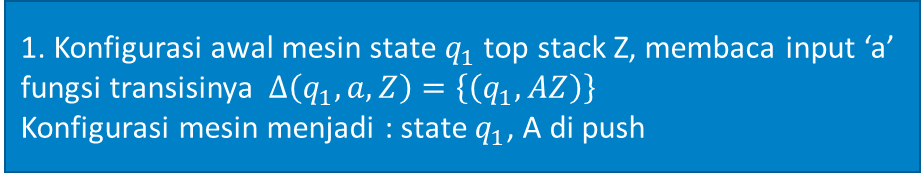 1. Konfigurasi awal mesin state q₁ top stack Z, membaca input ‘a’
fungsi transisinya Δ(q₁, a, Z) = {(q₁, AZ)}
Konfigurasi mesin menjadi : state q₁, A di push